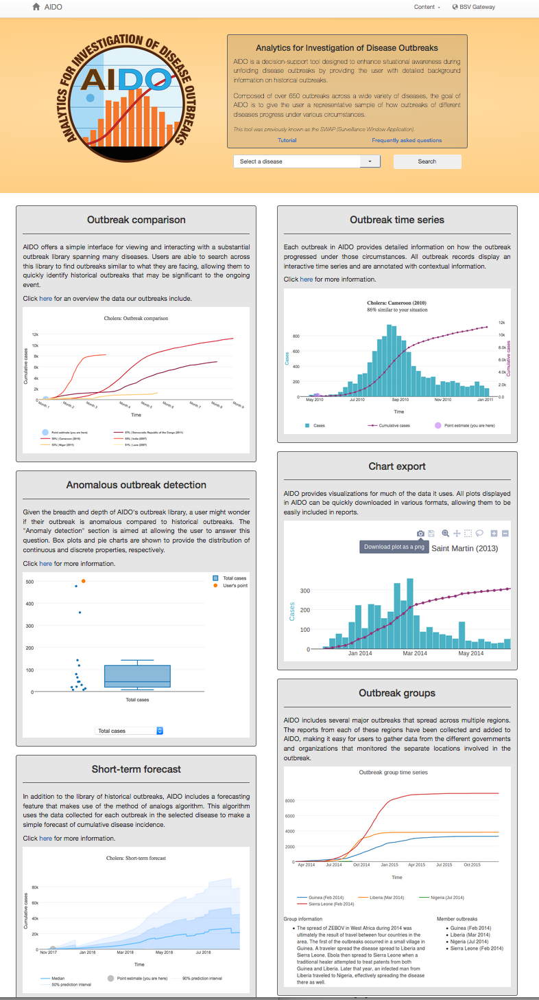 AIDO
Content
BSV Gateway
ANALYTICS FOR INVESTIGATION OF DISEASE OUTBREAKS
AIDO
Analytics for Investigation of Disease Outbreaks
AIDO is a decision-support tool designed to enhance situational awareness during
unfolding disease outbreaks by providing the user with detailed background
information on historical outbreaks.
Composed of over 650 outbreaks across a wide variety of diseases, the goal of
AIDO is to give the user a representative sample of how outbreaks of different
diseases progress under various circumstances.
This tool was previously known as the SWAP (Surveillance Window Application).
Tutorial
Frequently asked questions
Select a disease
Search
Outbreak comparison
AIDO offers a simple interface for viewing and interacting with a substantial
outbreak library spanning many diseases. Users are able to search across
this library to find outbreaks similar to what they are facing, allowing them to
quickly identify historical outbreaks that may be significant to the ongoing
event.
Click here for an overview the data our outbreaks include.
Cholera: Outbreak comparison
Cumulative cases
12k
10k
8k
6k
4k
2k
0
Month 1
Month 2
Month 3
Month 4
Month 5
Month 6
Month 7
Month 8
Month 9
Time
Point estimate (you are here)
57% | Democratic Republic of the Congo (2011)
56% | Cameroon (2010)
55% | India (2007)
53% | Niger (2011)
51% | Laos (2007)
Anomalous outbreak detection
Given the breadth and depth of AIDO's outbreak library, a user might wonder
if their outbreak is anomalous compared to historical outbreaks. The
"Anomaly detection" section is aimed at allowing the user to answer this
question. Box plots and pie charts are shown to provide the distribution of
continuous and discrete properties, respectively.
Click here for more information.
500
400
300
200
100
0
Total cases
User's point
Total cases
Total cases
Short-term forecast
In addition to the library of historical outbreaks, AIDO includes a forecasting
feature that makes use of the method of analogs algorithm. This algorithm
uses the data collected for each outbreak in the selected disease to make a
simple forecast of cumulative disease incidence.
Click here for more information.
Cholera: Short-term forecast
Cumulative cases
80k
60k
40k
20k
0
Nov 2017
Jan 2018
Mar 2018
May 2018
Jul 2018
Time
Median
Point estimate (you are here)
90% prediction interval
50% prediction interval
Outbreak time series
Each outbreak in AIDO provides detailed information on how the outbreak
progressed under those circumstances. All outbreak records display an
interactive time series and are annotated with contextual information.
Click here for more information.
Cholera: Cameroon (2010)
86% similar to your situation
Cases
800
600
400
200
0
12k
10k
8.0k
6.0k
4.0k
2.0k
0.0
Cumulative cases
May 2010
Jul 2010
Sep 2010
Nov 2010
Jan 2011
Time
Cases
Cumulative cases
Point estimate (you are here)
Chart export
AIDO provides visualizations for much of the data it uses. All plots displayed
in AIDO can be quickly downloaded in various formats, allowing them to be
easily included in reports.
Download plot as a png
Saint Martin (2013)
Cases
300
200
100
0
Jan 2014
Mar 2014
May 2014
Outbreak groups
AIDO includes several major outbreaks that spread across multiple regions.
The reports from each of these regions have been collected and added to
AIDO, making it easy for users to gather data from the different governments
and organizations that monitored the separate locations involved in the
outbreak.
Outbreak group time series
8000
6000
4000
2000
0
Apr 2014
Jul 2014
Oct 2014
Jan 2015
Apr 2015
Jul 2015
Oct 2015
Time
Guinea (Feb 2014)
Liberia (Mar 2014)
Nigeria (Jul 2014)
Sierra Leone (Feb 2014)
Group information
The spread of ZEBOV in West Africa during 2014 was
ultimately the result of travel between four countries in the
area. The first of the outbreaks occurred in a small village in
Guinea. A traveler spread the disease spread to Liberia and
Sierra Leone. Ebola then spread to Sierra Leone when a
traditional healer attempted to treat patents from both
Guinea and Liberia. Later that year, an infected man from
Liberia traveled to Nigeria, effectively spreading the disease
there as well.
Member outbreaks
Guinea (Feb 2014)
Liberia (Mar 2014)
Nigeria (Jul 2014)
Sierra Leone (Feb 2014)